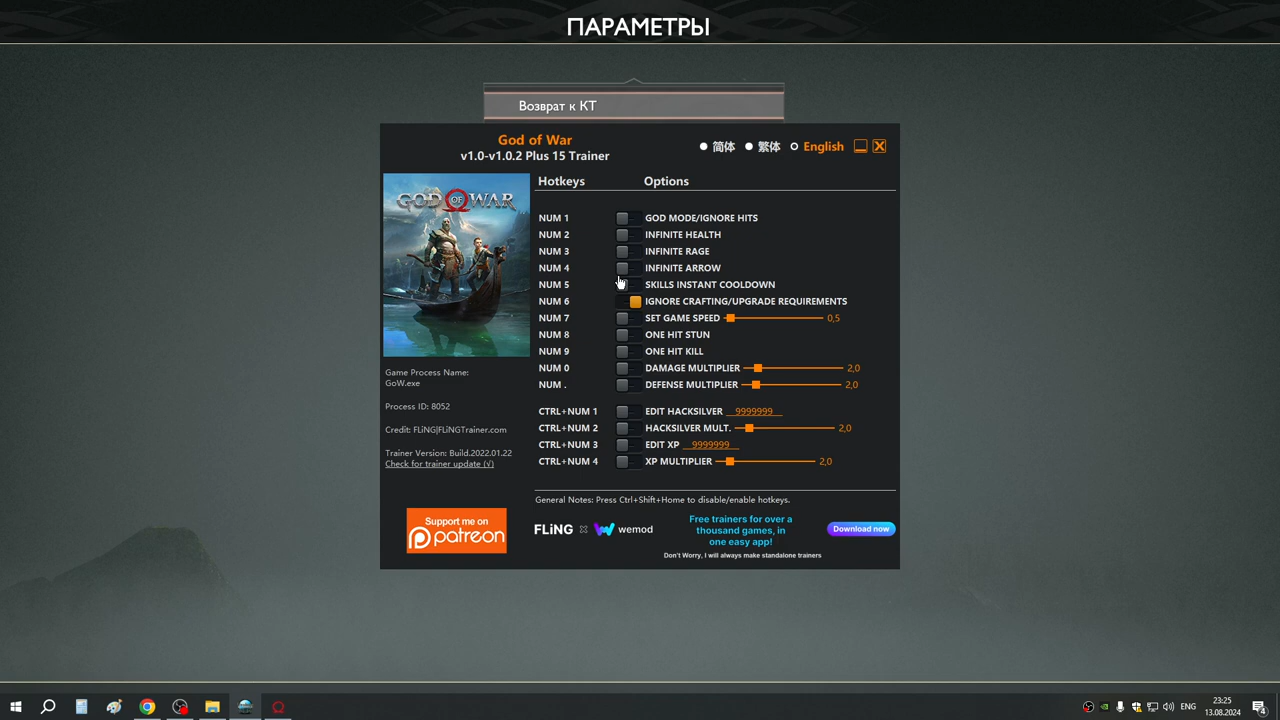 ПАРАМЕТРЫ
Возврат к КТ
God of War
v1.0-v1.0.2 Plus 15 Trainer
简体 繁体 English
GOD OF WAR
Hotkeys Options
NUM 1 GOD MODE/IGNORE HITS
NUM 2 INFINITE HEALTH
NUM 3 INFINITE RAGE
NUM 4 INFINITE ARROW
NUM 5 SKILLS INSTANT COOLDOWN
NUM 6 IGNORE CRAFTING/UPGRADE REQUIREMENTS
NUM 7 SET GAME SPEED 0,5
NUM 8 ONE HIT STUN
NUM 9 ONE HIT KILL
NUM 0 DAMAGE MULTIPLIER 2,0
NUM . DEFENSE MULTIPLIER 2,0
CTRL+NUM 1 EDIT HACKSILVER 9999999
CTRL+NUM 2 HACKSILVER MULT. 2,0
CTRL+NUM 3 EDIT XP 9999999
CTRL+NUM 4 XP MULTIPLIER 2,0
Game Process Name:
GoW.exe
Process ID: 8052
Credit: FLiNG|FLiNGTrainer.com
Trainer Version: Build.2022.01.22
Check for trainer update (√)
Support me on
patreon
General Notes: Press Ctrl+Shift+Home to disable/enable hotkeys.
FLiNG wemod
Free trainers for over a
thousand games, in
one easy app!
Don't Worry, I will always make standalone trainers
Download now
ENG
23:25
13.08.2024
4